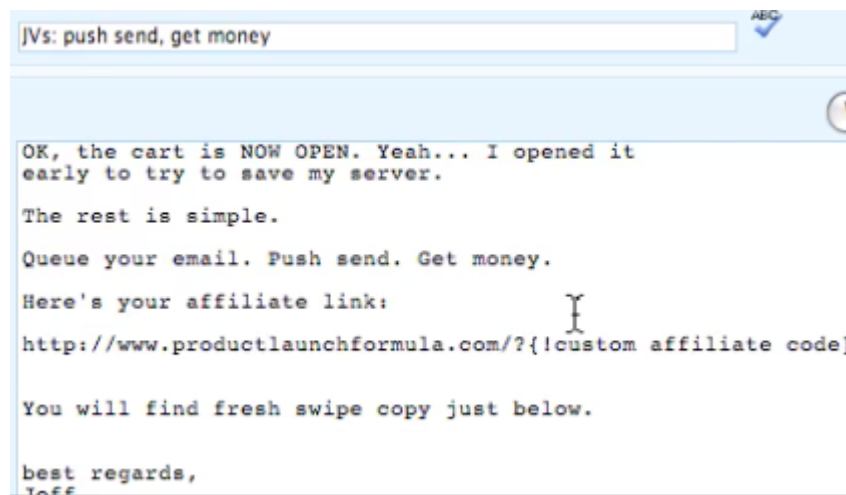 ABC
JVs: push send, get money
OK, the cart is NOW OPEN. Yeah... I opened it
early to try to save my server.
The rest is simple.
Queue your email. Push send. Get money.
Here's your affiliate link:
http://www.productlaunchformula.com/?{!custom affiliate code}
You will find fresh swipe copy just below.
best regards,
Jeff